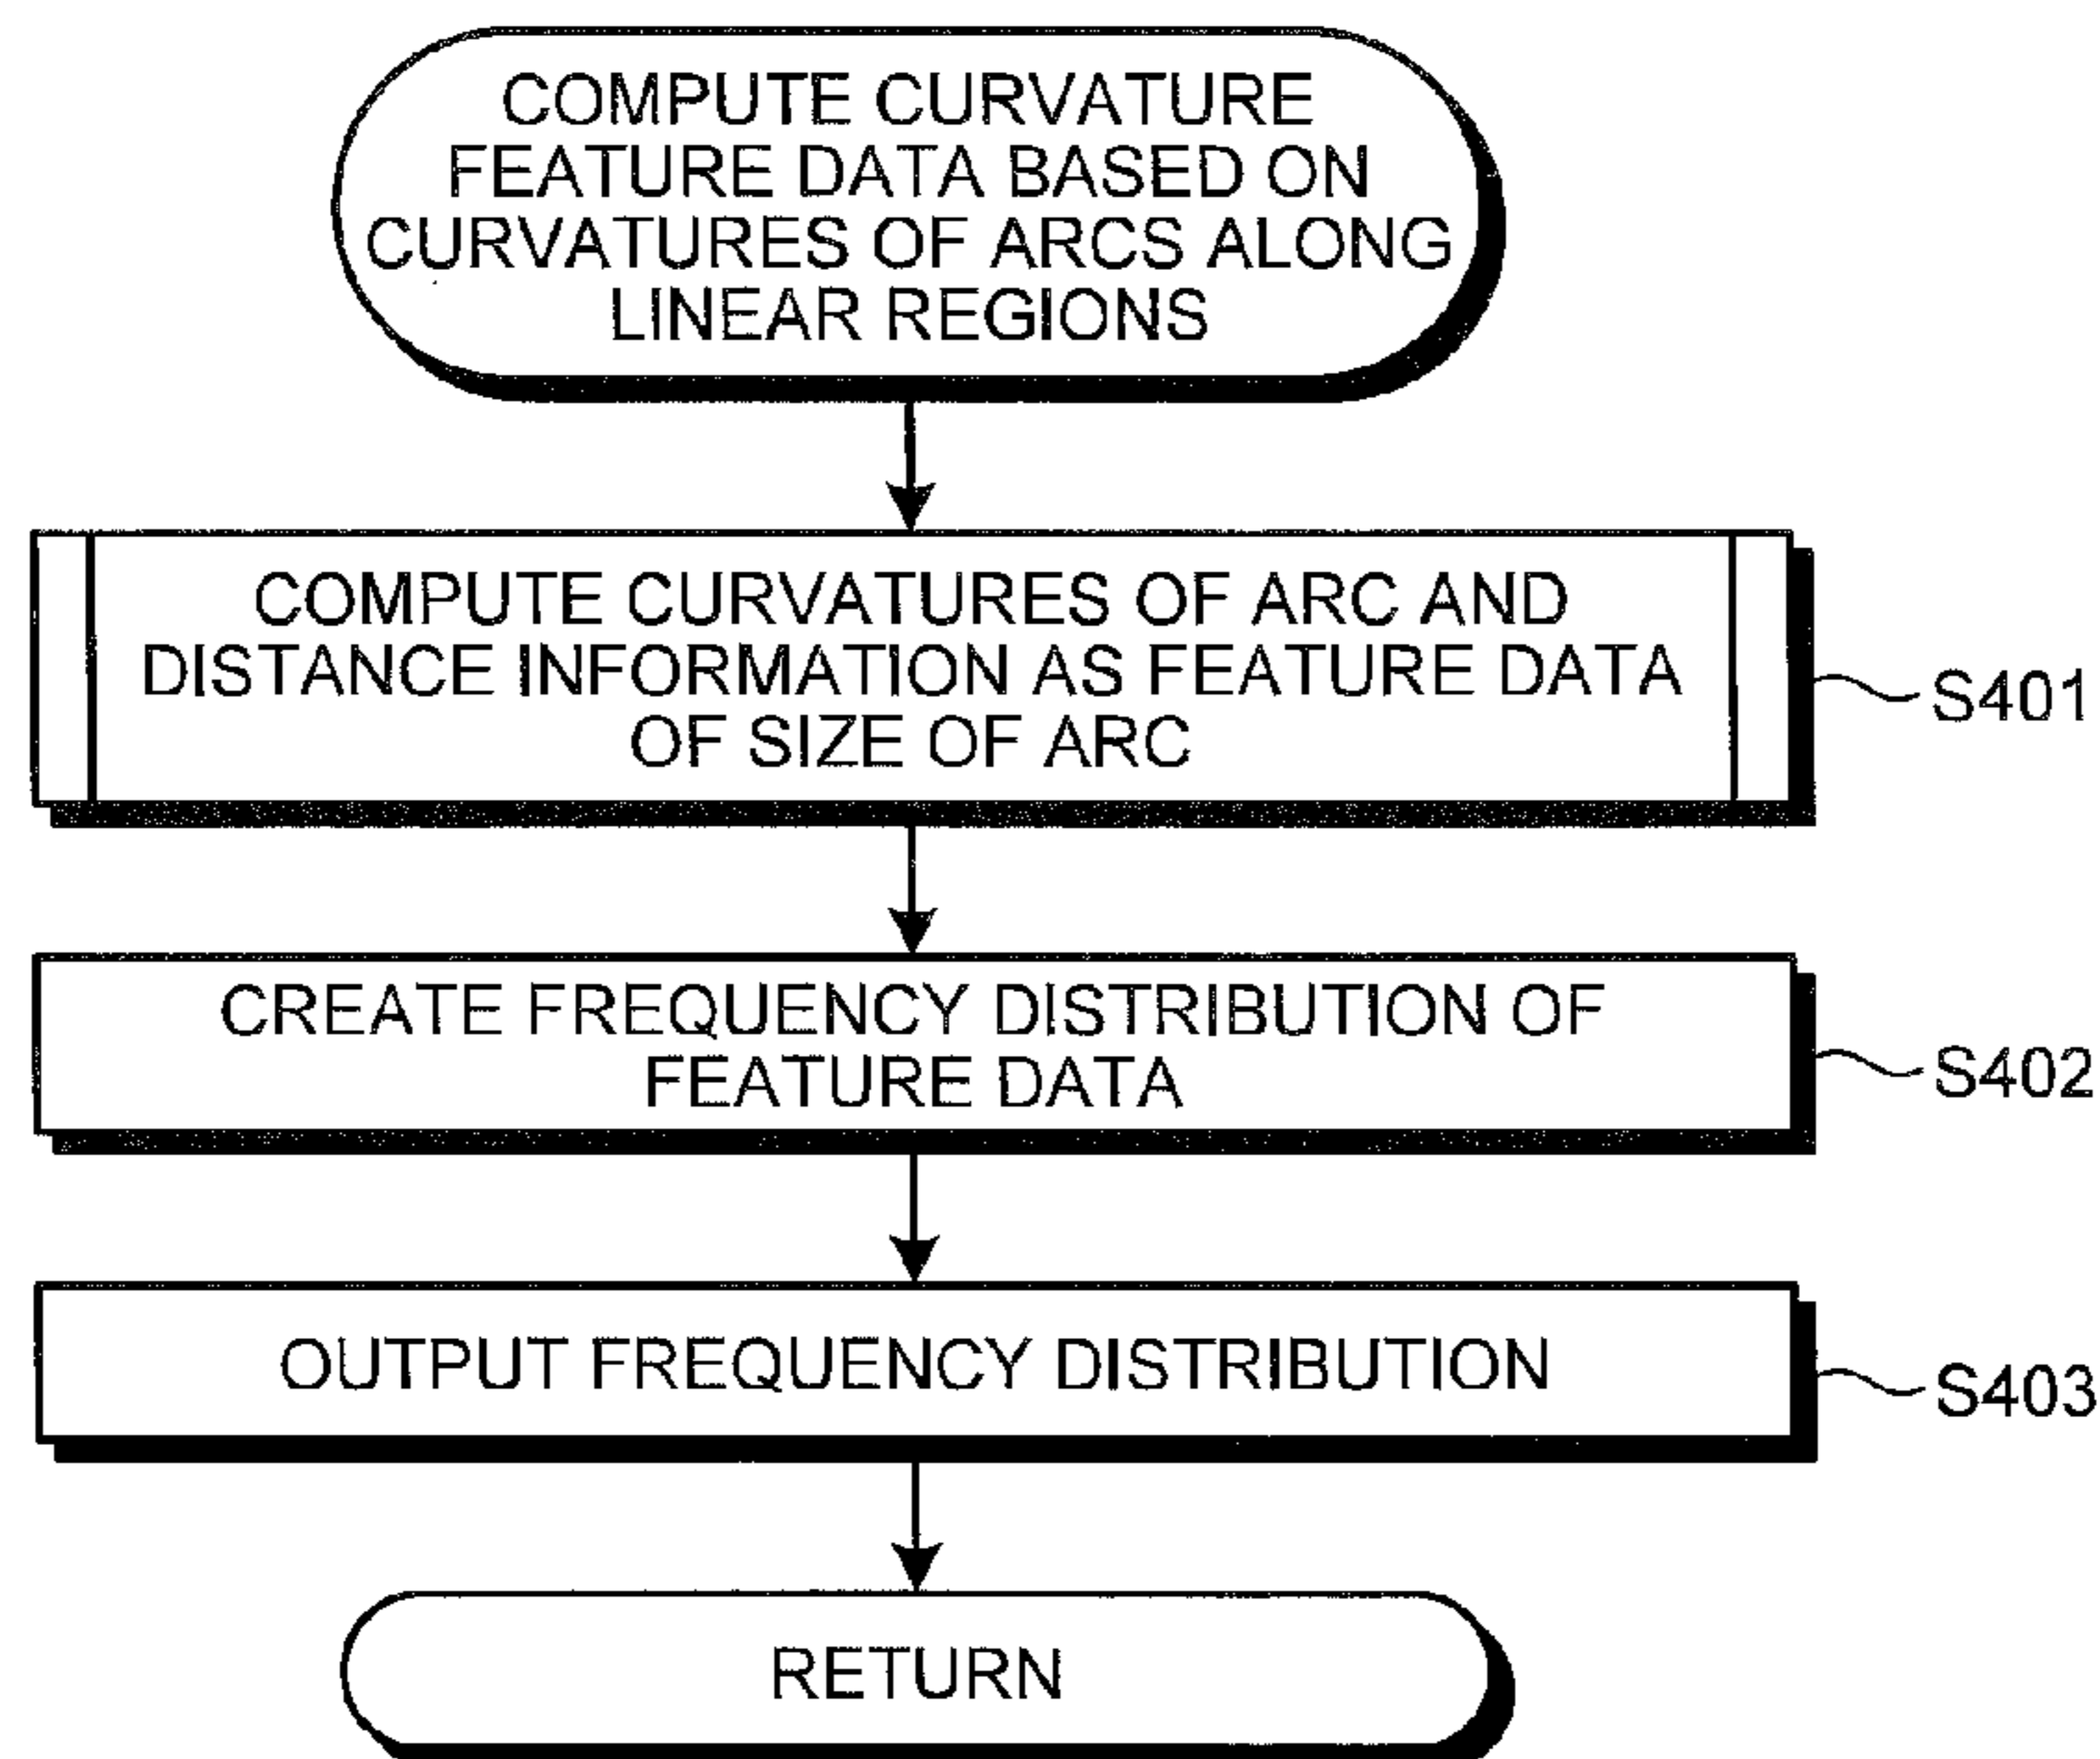 COMPUTE CURVATURE
FEATURE DATA BASED ON
CURVATURES OF ARCS ALONG
LINEAR REGIONS
COMPUTE CURVATURES OF ARC AND
DISTANCE INFORMATION AS FEATURE DATA
OF SIZE OF ARC
S401
CREATE FREQUENCY DISTRIBUTION OF
FEATURE DATA
S402
OUTPUT FREQUENCY DISTRIBUTION
S403
RETURN